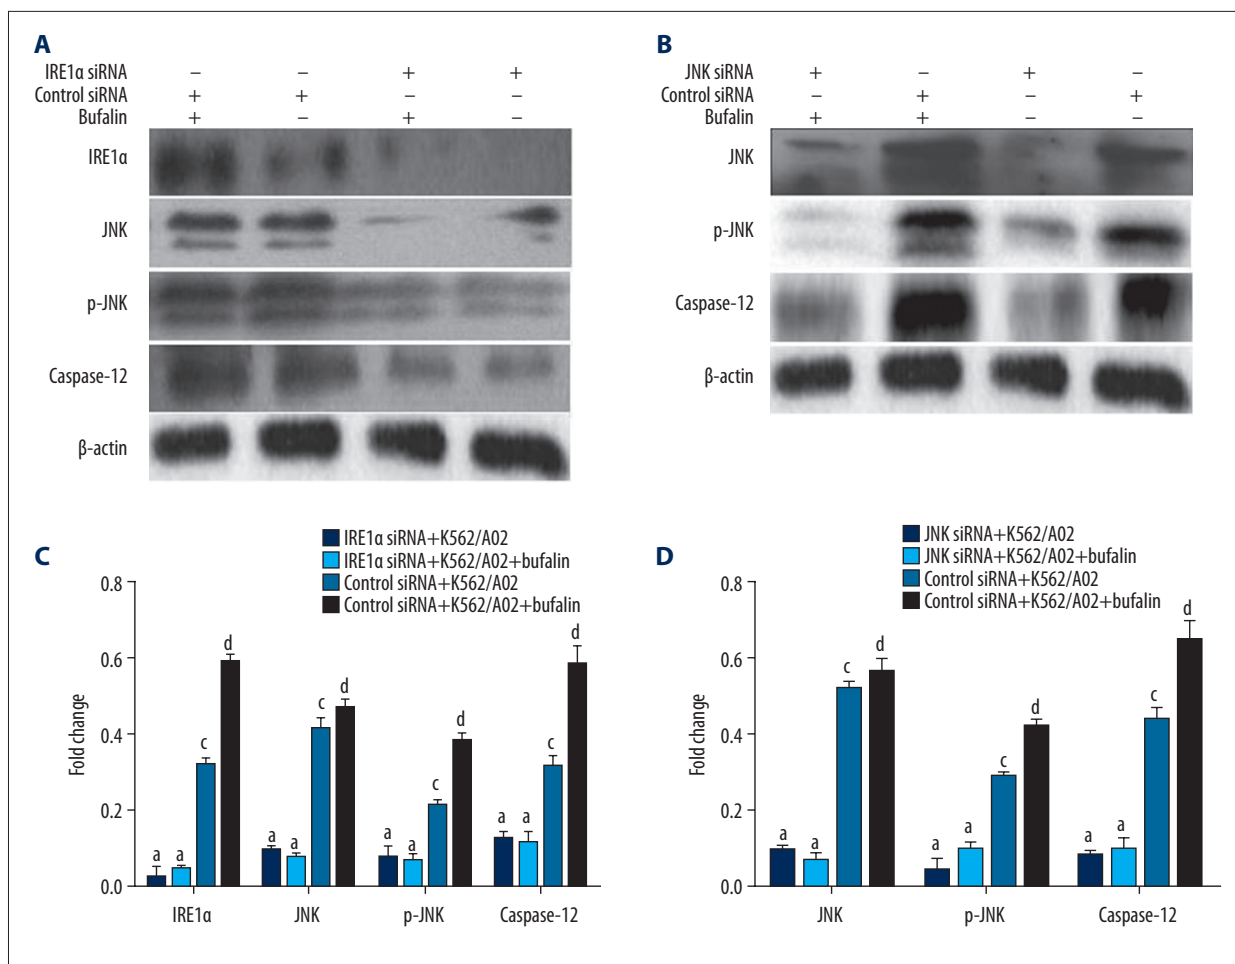 A
IRE1α siRNA – – + +
Control siRNA + + – –
Bufalin + – + –
IRE1α
JNK
p-JNK
Caspase-12
β-actin
B
JNK siRNA + – + –
Control siRNA – + – +
Bufalin + + – –
JNK
p-JNK
Caspase-12
β-actin
C
IRE1α siRNA+K562/A02
IRE1α siRNA+K562/A02+bufalin
Control siRNA+K562/A02
Control siRNA+K562/A02+bufalin
Fold change
0.8
0.6
0.4
0.2
0.0
a a c d
a a c d
a a c d
a a c d
IRE1α JNK p-JNK Caspase-12
D
JNK siRNA+K562/A02
JNK siRNA+K562/A02+bufalin
Control siRNA+K562/A02
Control siRNA+K562/A02+bufalin
Fold change
0.8
0.6
0.4
0.2
0.0
a a c d
a a c d
a a c d
JNK p-JNK Caspase-12